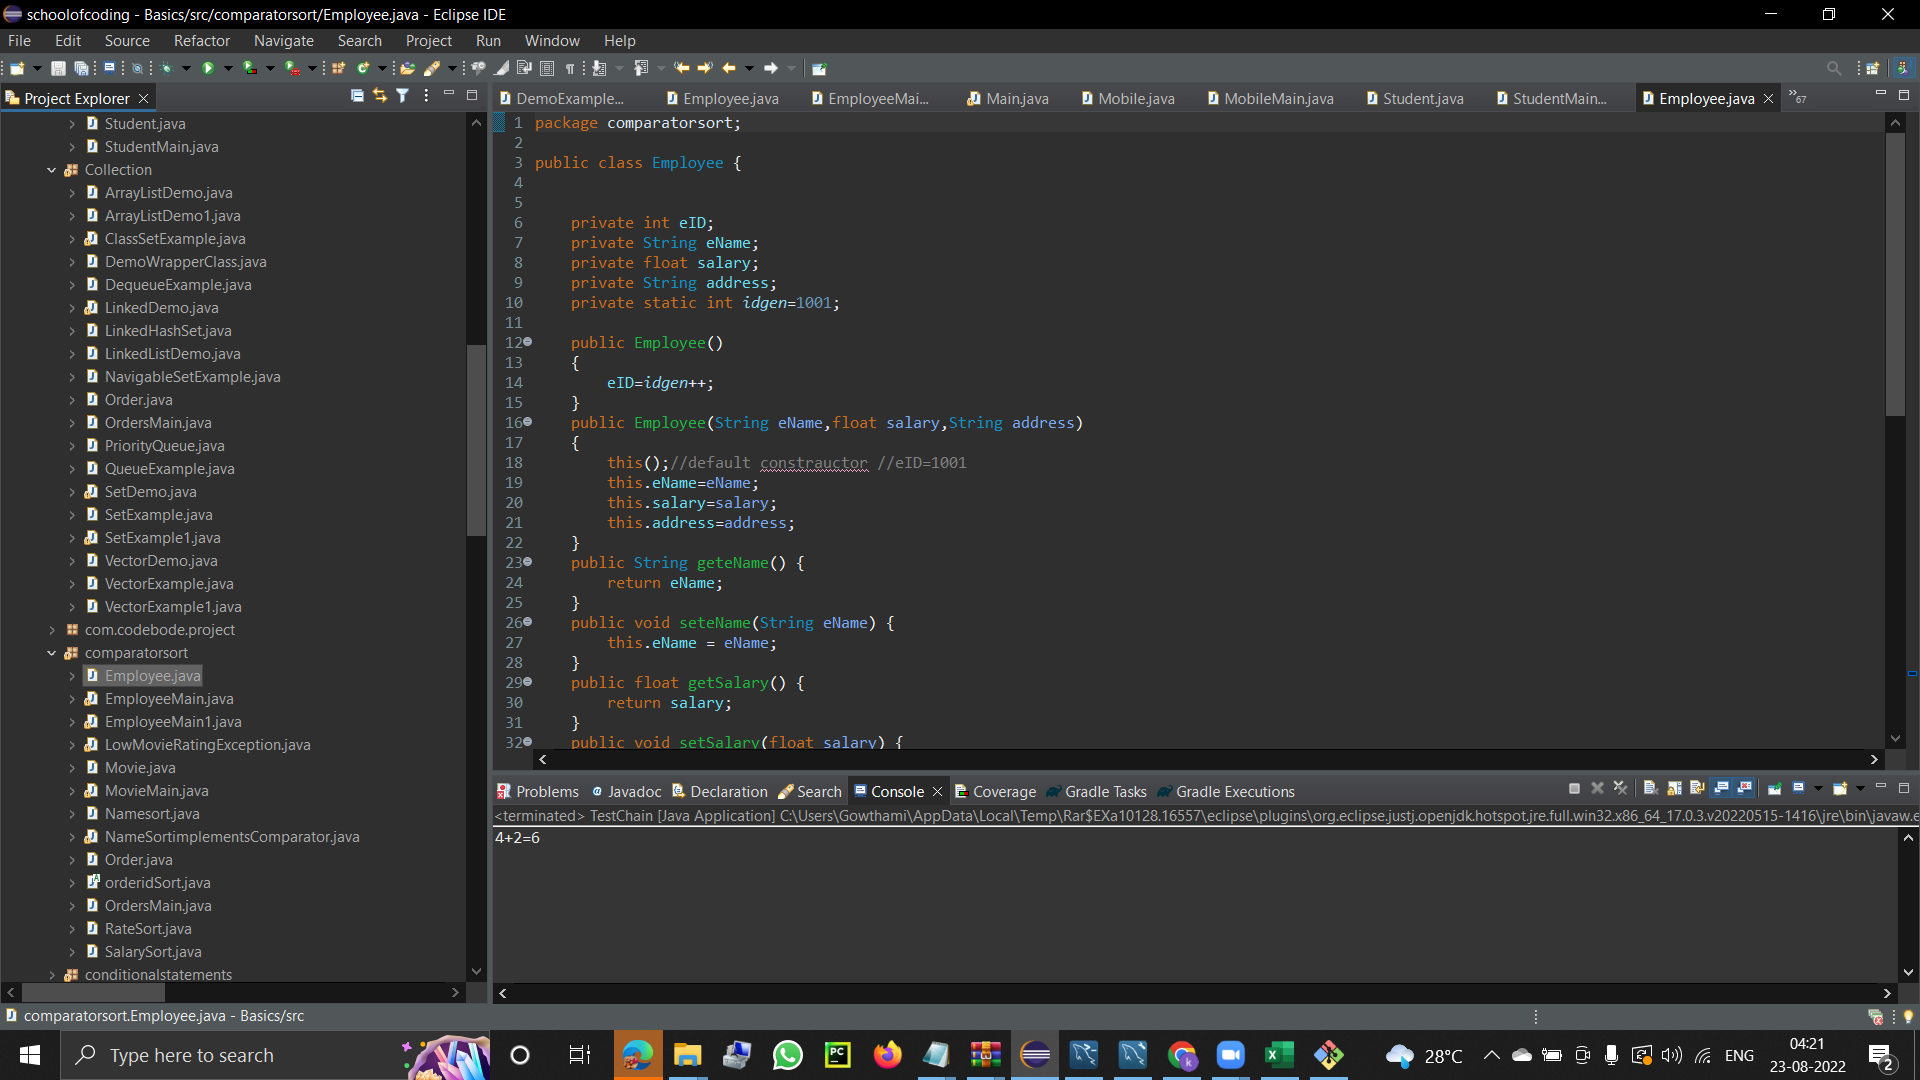 schoolofcoding - Basics/src/comparatorsort/Employee.java - Eclipse IDE
File Edit Source Refactor Navigate Search Project Run Window Help
Project Explorer
Student.java
StudentMain.java
Collection
ArrayListDemo.java
ArrayListDemo1.java
ClassSetExample.java
DemoWrapperClass.java
DequeueExample.java
LinkedDemo.java
LinkedHashSet.java
LinkedListDemo.java
NavigableSetExample.java
Order.java
OrdersMain.java
PriorityQueue.java
QueueExample.java
SetDemo.java
SetExample.java
SetExample1.java
VectorDemo.java
VectorExample.java
VectorExample1.java
com.codebode.project
comparatorsort
Employee.java
EmployeeMain.java
EmployeeMain1.java
LowMovieRatingException.java
Movie.java
MovieMain.java
Namesort.java
NameSortimplementsComparator.java
Order.java
orderidSort.java
OrdersMain.java
RateSort.java
SalarySort.java
conditionalstatements
DemoExample... Employee.java EmployeeMai... Main.java Mobile.java MobileMain.java Student.java StudentMain... Employee.java »67
1 package comparatorsort;
2
3 public class Employee {
4
5
6 private int eID;
7 private String eName;
8 private float salary;
9 private String address;
10 private static int idgen=1001;
11
12 public Employee()
13 {
14 eID=idgen++;
15 }
16 public Employee(String eName,float salary,String address)
17 {
18 this();//default constrauctor //eID=1001
19 this.eName=eName;
20 this.salary=salary;
21 this.address=address;
22 }
23 public String geteName() {
24 return eName;
25 }
26 public void seteName(String eName) {
27 this.eName = eName;
28 }
29 public float getSalary() {
30 return salary;
31 }
32 public void setSalary(float salary) {
Problems Javadoc Declaration Search Console Coverage Gradle Tasks Gradle Executions
<terminated> TestChain [Java Application] C:\Users\Gowthami\AppData\Local\Temp\Rar$EXa10128.16557\eclipse\plugins\org.eclipse.justj.openjdk.hotspot.jre.full.win32.x86_64_17.0.3.v20220515-1416\jre\bin\javaw.e
4+2=6
comparatorsort.Employee.java - Basics/src
Type here to search
PC
28°C
ENG
04:21
23-08-2022
2